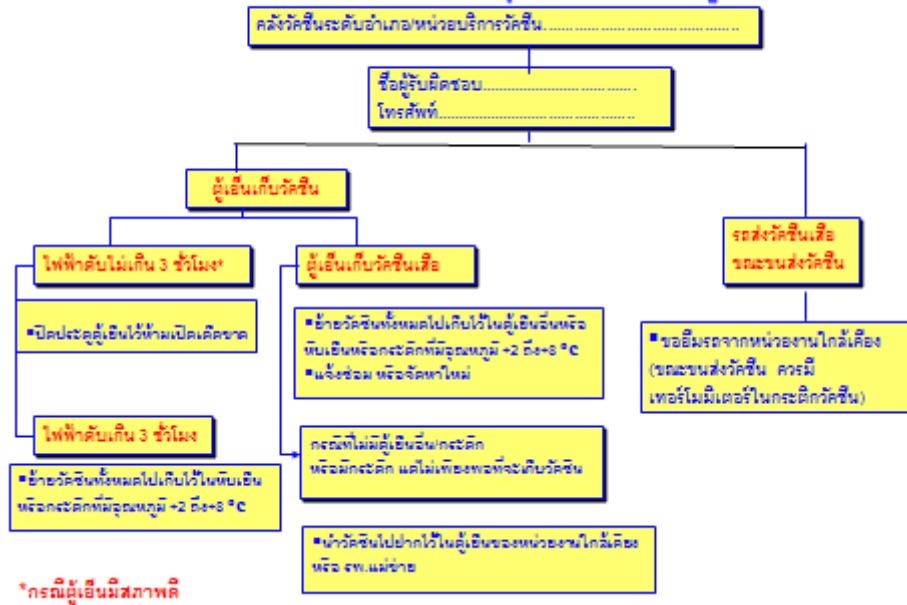 คลังวัคซีนระดับอำเภอ/หน่วยบริการวัคซีน........................................
ชื่อผู้รับผิดชอบ................................
โทรศัพท์........................................
ตู้เย็นเก็บวัคซีน
รถส่งวัคซีนเสีย
ขณะขนส่งวัคซีน
ไฟฟ้าดับไม่เกิน 3 ชั่วโมง*
ตู้เย็นเก็บวัคซีนเสีย
▪ปิดประตูตู้เย็นไว้ห้ามเปิดเด็ดขาด
▪ย้ายวัคซีนทั้งหมดไปเก็บไว้ในตู้เย็นอื่นหรือ
หีบเย็นหรือกระติกที่มีอุณหภูมิ +2 ถึง+8 °C
▪แจ้งซ่อม หรือจัดหาใหม่
▪ขอยืมรถจากหน่วยงานใกล้เคียง
(ขณะขนส่งวัคซีน ควรมี
เทอร์โมมิเตอร์ในกระติกวัคซีน)
ไฟฟ้าดับเกิน 3 ชั่วโมง
กรณีที่ไม่มีตู้เย็นอื่น/กระติก
หรือมีกระติก แต่ไม่เพียงพอที่จะเก็บวัคซีน
▪ย้ายวัคซีนทั้งหมดไปเก็บไว้ในหีบเย็น
หรือกระติกที่มีอุณหภูมิ +2 ถึง+8 °C
▪นำวัคซีนไปฝากไว้ในตู้เย็นของหน่วยงานใกล้เคียง
หรือ รพ.แม่ข่าย
*กรณีตู้เย็นมีสภาพดี